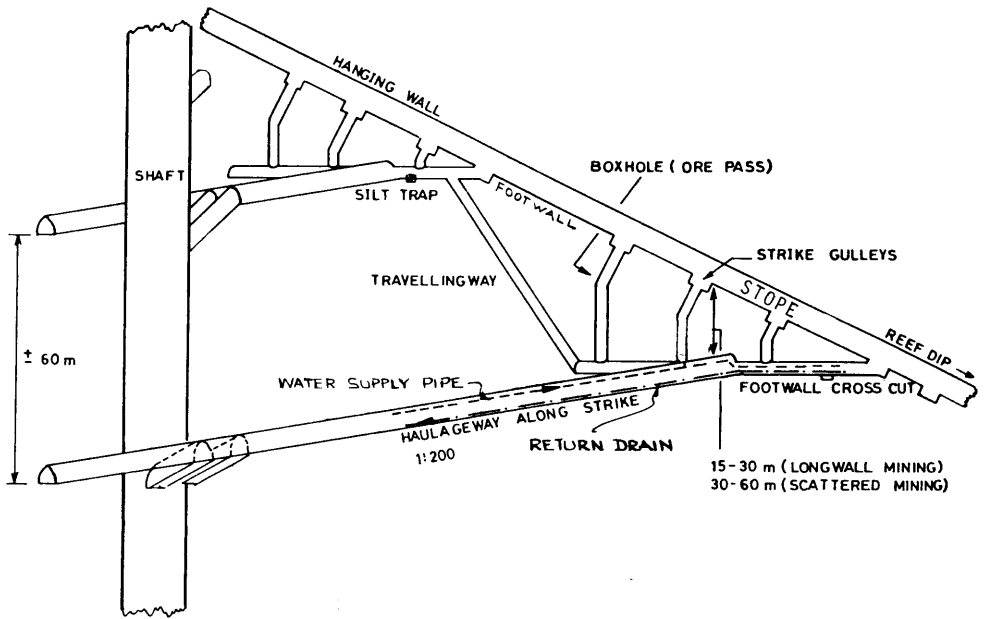 HANGING WALL
SHAFT
BOXHOLE (ORE PASS)
SILT TRAP
FOOTWALL
STRIKE GULLEYS
TRAVELLINGWAY
STOPE
REEF DIP
± 60 m
WATER SUPPLY PIPE
FOOTWALL CROSS CUT
HAULAGEWAY ALONG STRIKE
1:200
RETURN DRAIN
15-30 m (LONGWALL MINING)
30-60 m (SCATTERED MINING)